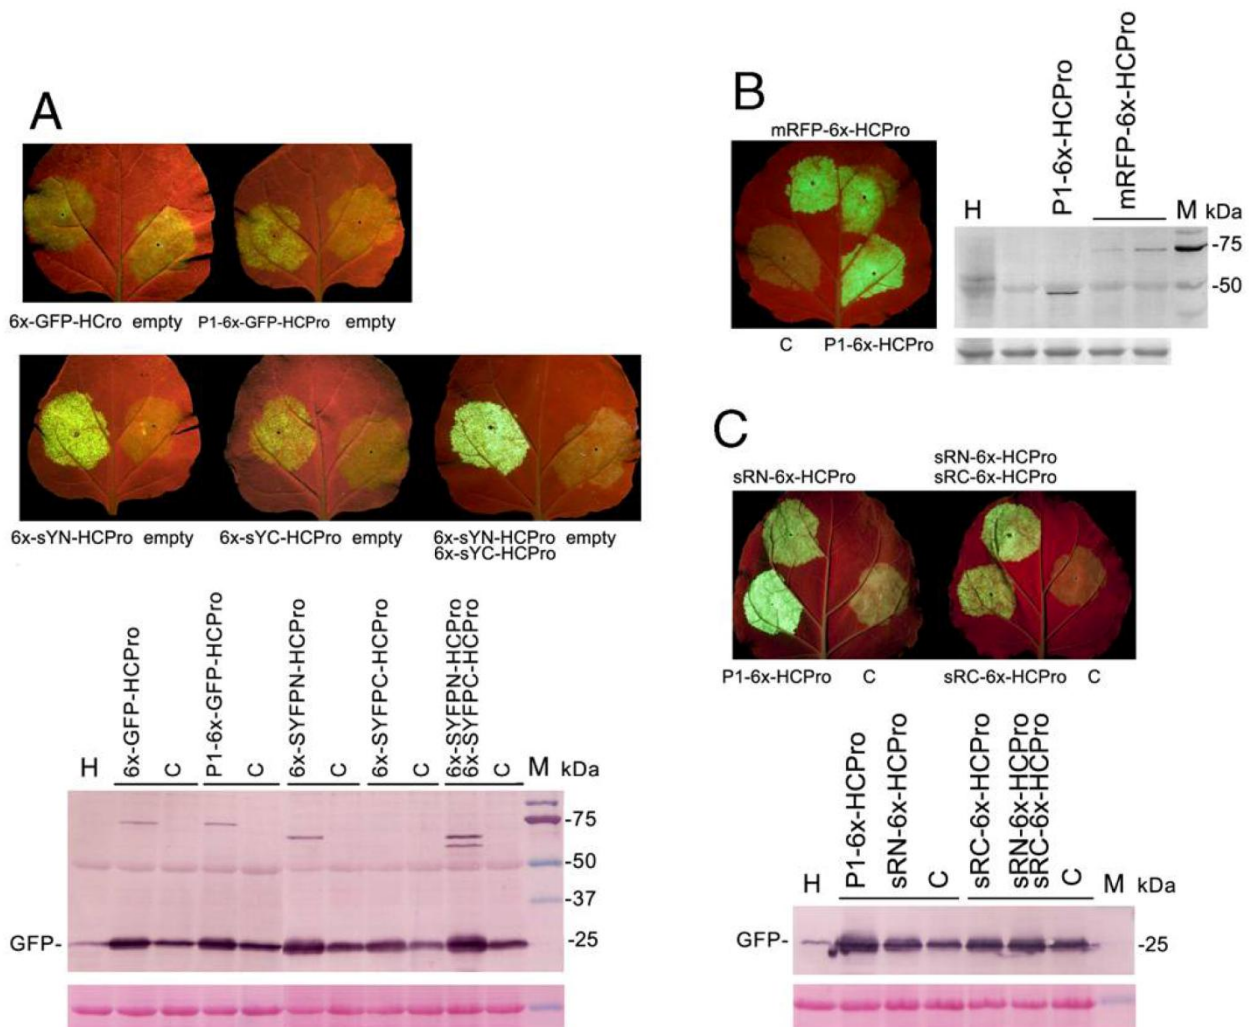 A
6x-GFP-HCro empty P1-6x-GFP-HCPro empty
6x-sYN-HCPro empty 6x-sYC-HCPro empty 6x-sYN-HCPro empty
6x-sYC-HCPro
H
6x-GFP-HCPro
C
P1-6x-GFP-HCPro
C
6x-SYFPN-HCPro
C
6x-SYFPC-HCPro
C
6x-SYFPN-HCPro
6x-SYFPC-HCPro
C
M kDa
-75
-50
-37
GFP- -25
B
mRFP-6x-HCPro
C P1-6x-HCPro
H
P1-6x-HCPro
mRFP-6x-HCPro
M kDa
-75
-50
C
sRN-6x-HCPro
sRN-6x-HCPro
sRC-6x-HCPro
P1-6x-HCPro C sRC-6x-HCPro C
H
P1-6x-HCPro
sRN-6x-HCPro
C
sRC-6x-HCPro
sRN-6x-HCPro
sRC-6x-HCPro
C
M kDa
GFP- -25